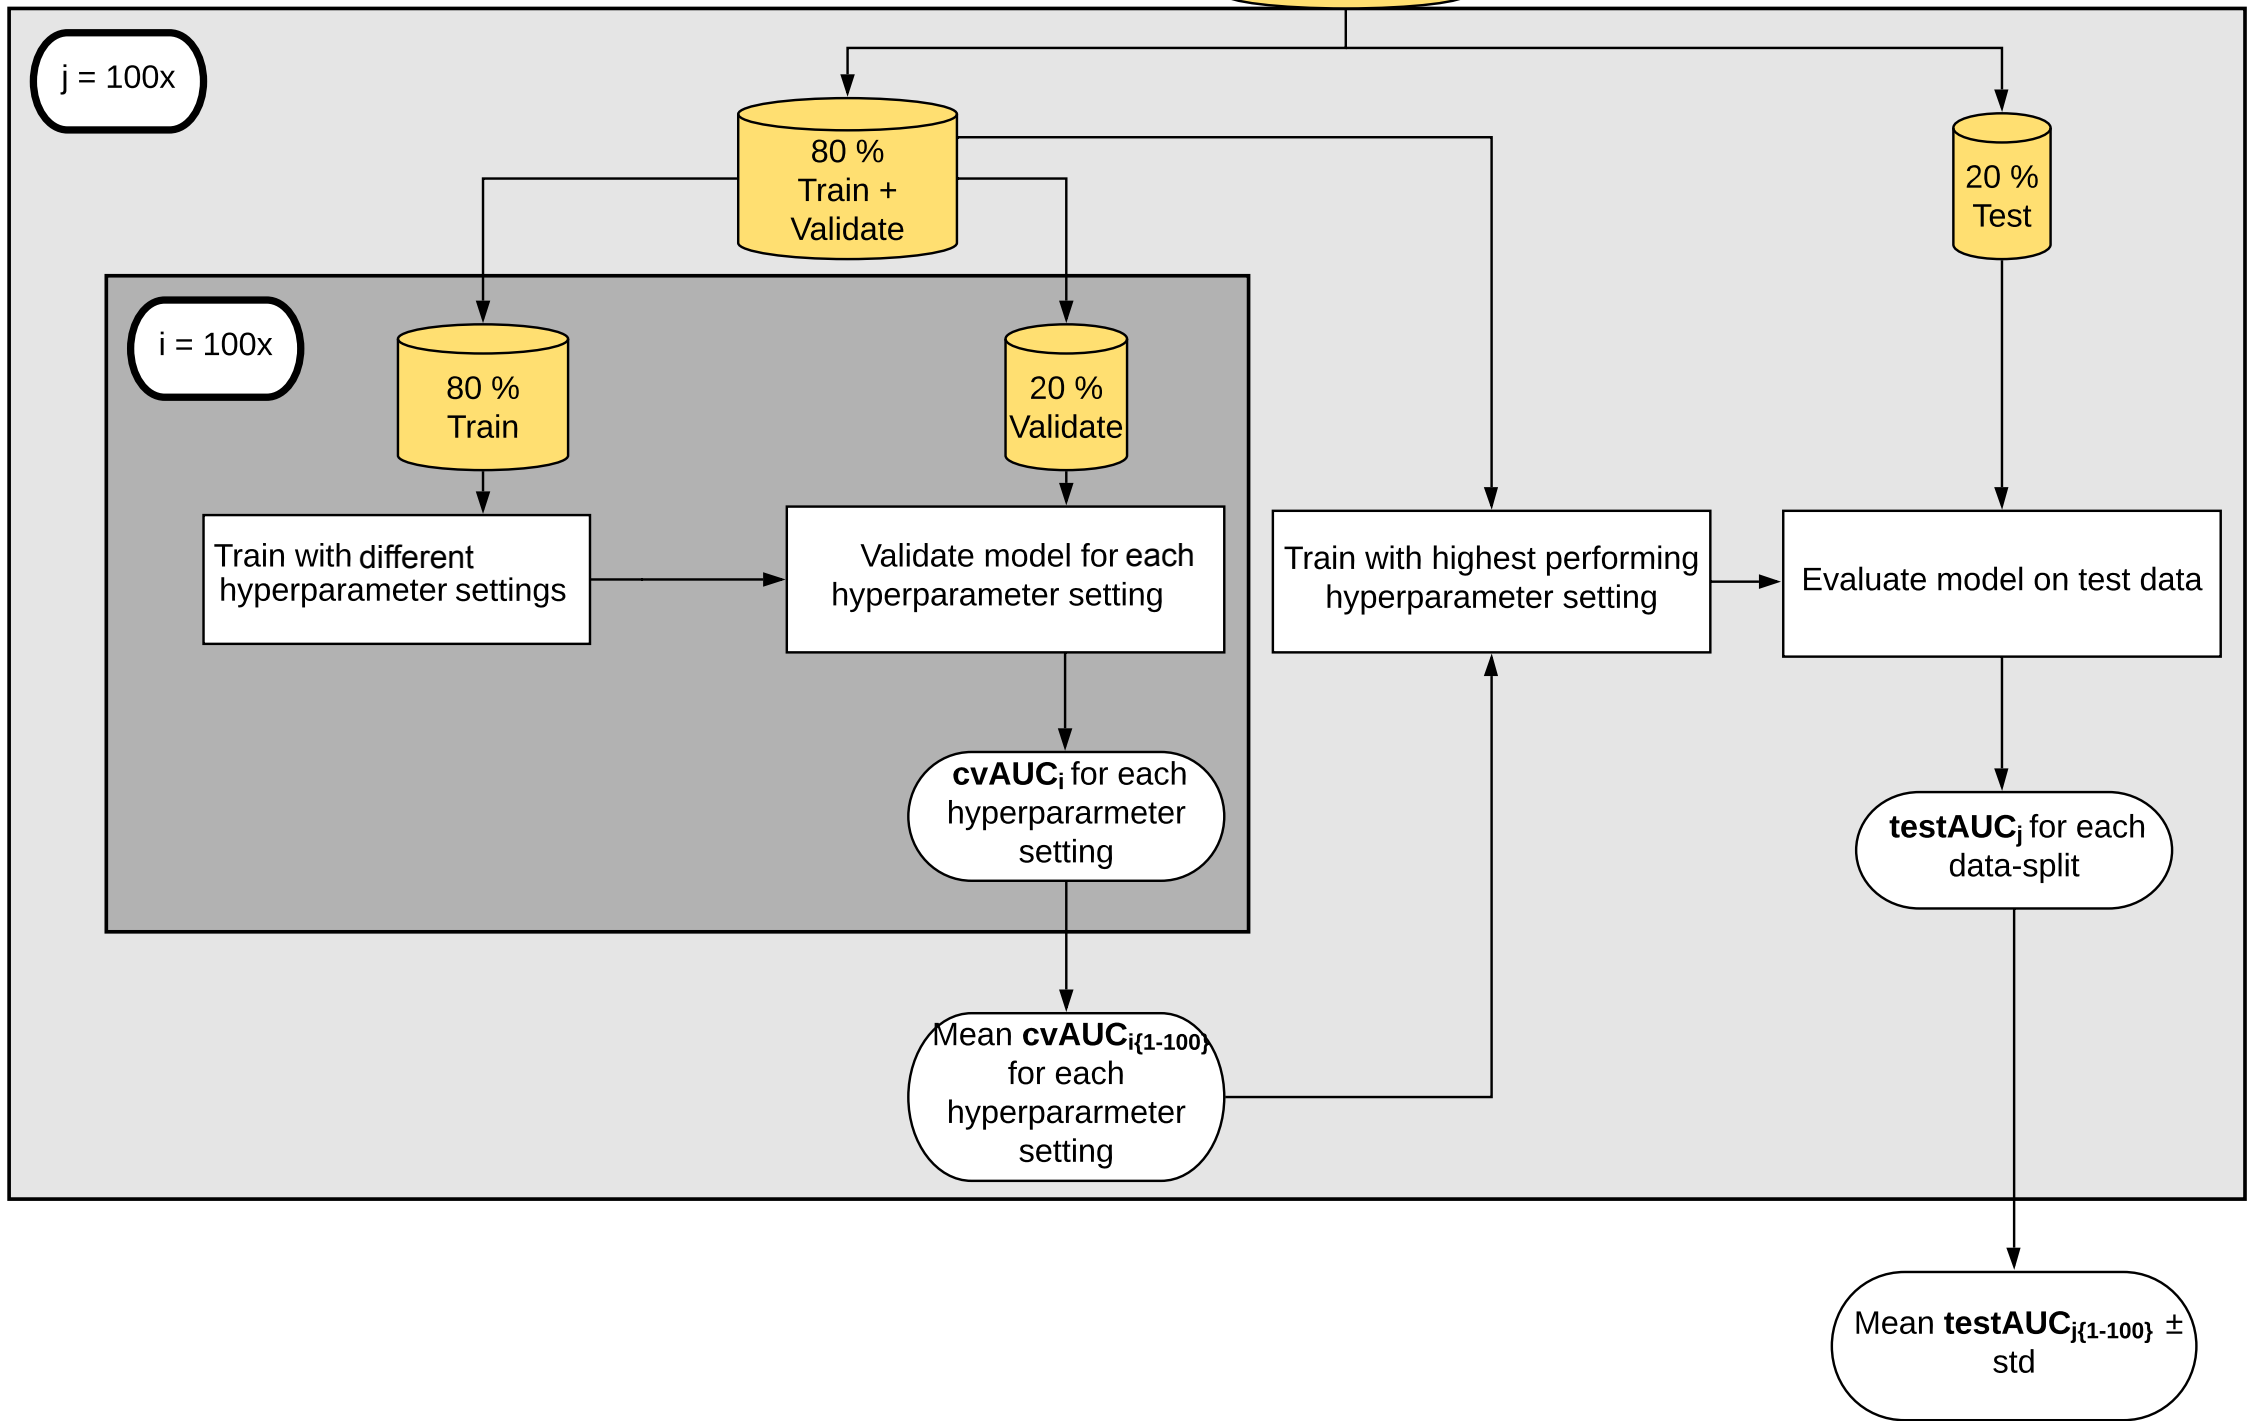 j = 100x
80 %
Train +
Validate
20 %
Test
i = 100x
80 %
Train
20 %
Validate
Train with different
hyperparameter settings
Validate model for each
hyperparameter setting
Train with highest performing
hyperparameter setting
Evaluate model on test data
cvAUCi for each
hyperpararmeter
setting
testAUCj for each
data-split
Mean cvAUCi{1-100}
for each
hyperpararmeter
setting
Mean testAUCj{1-100} ±
std